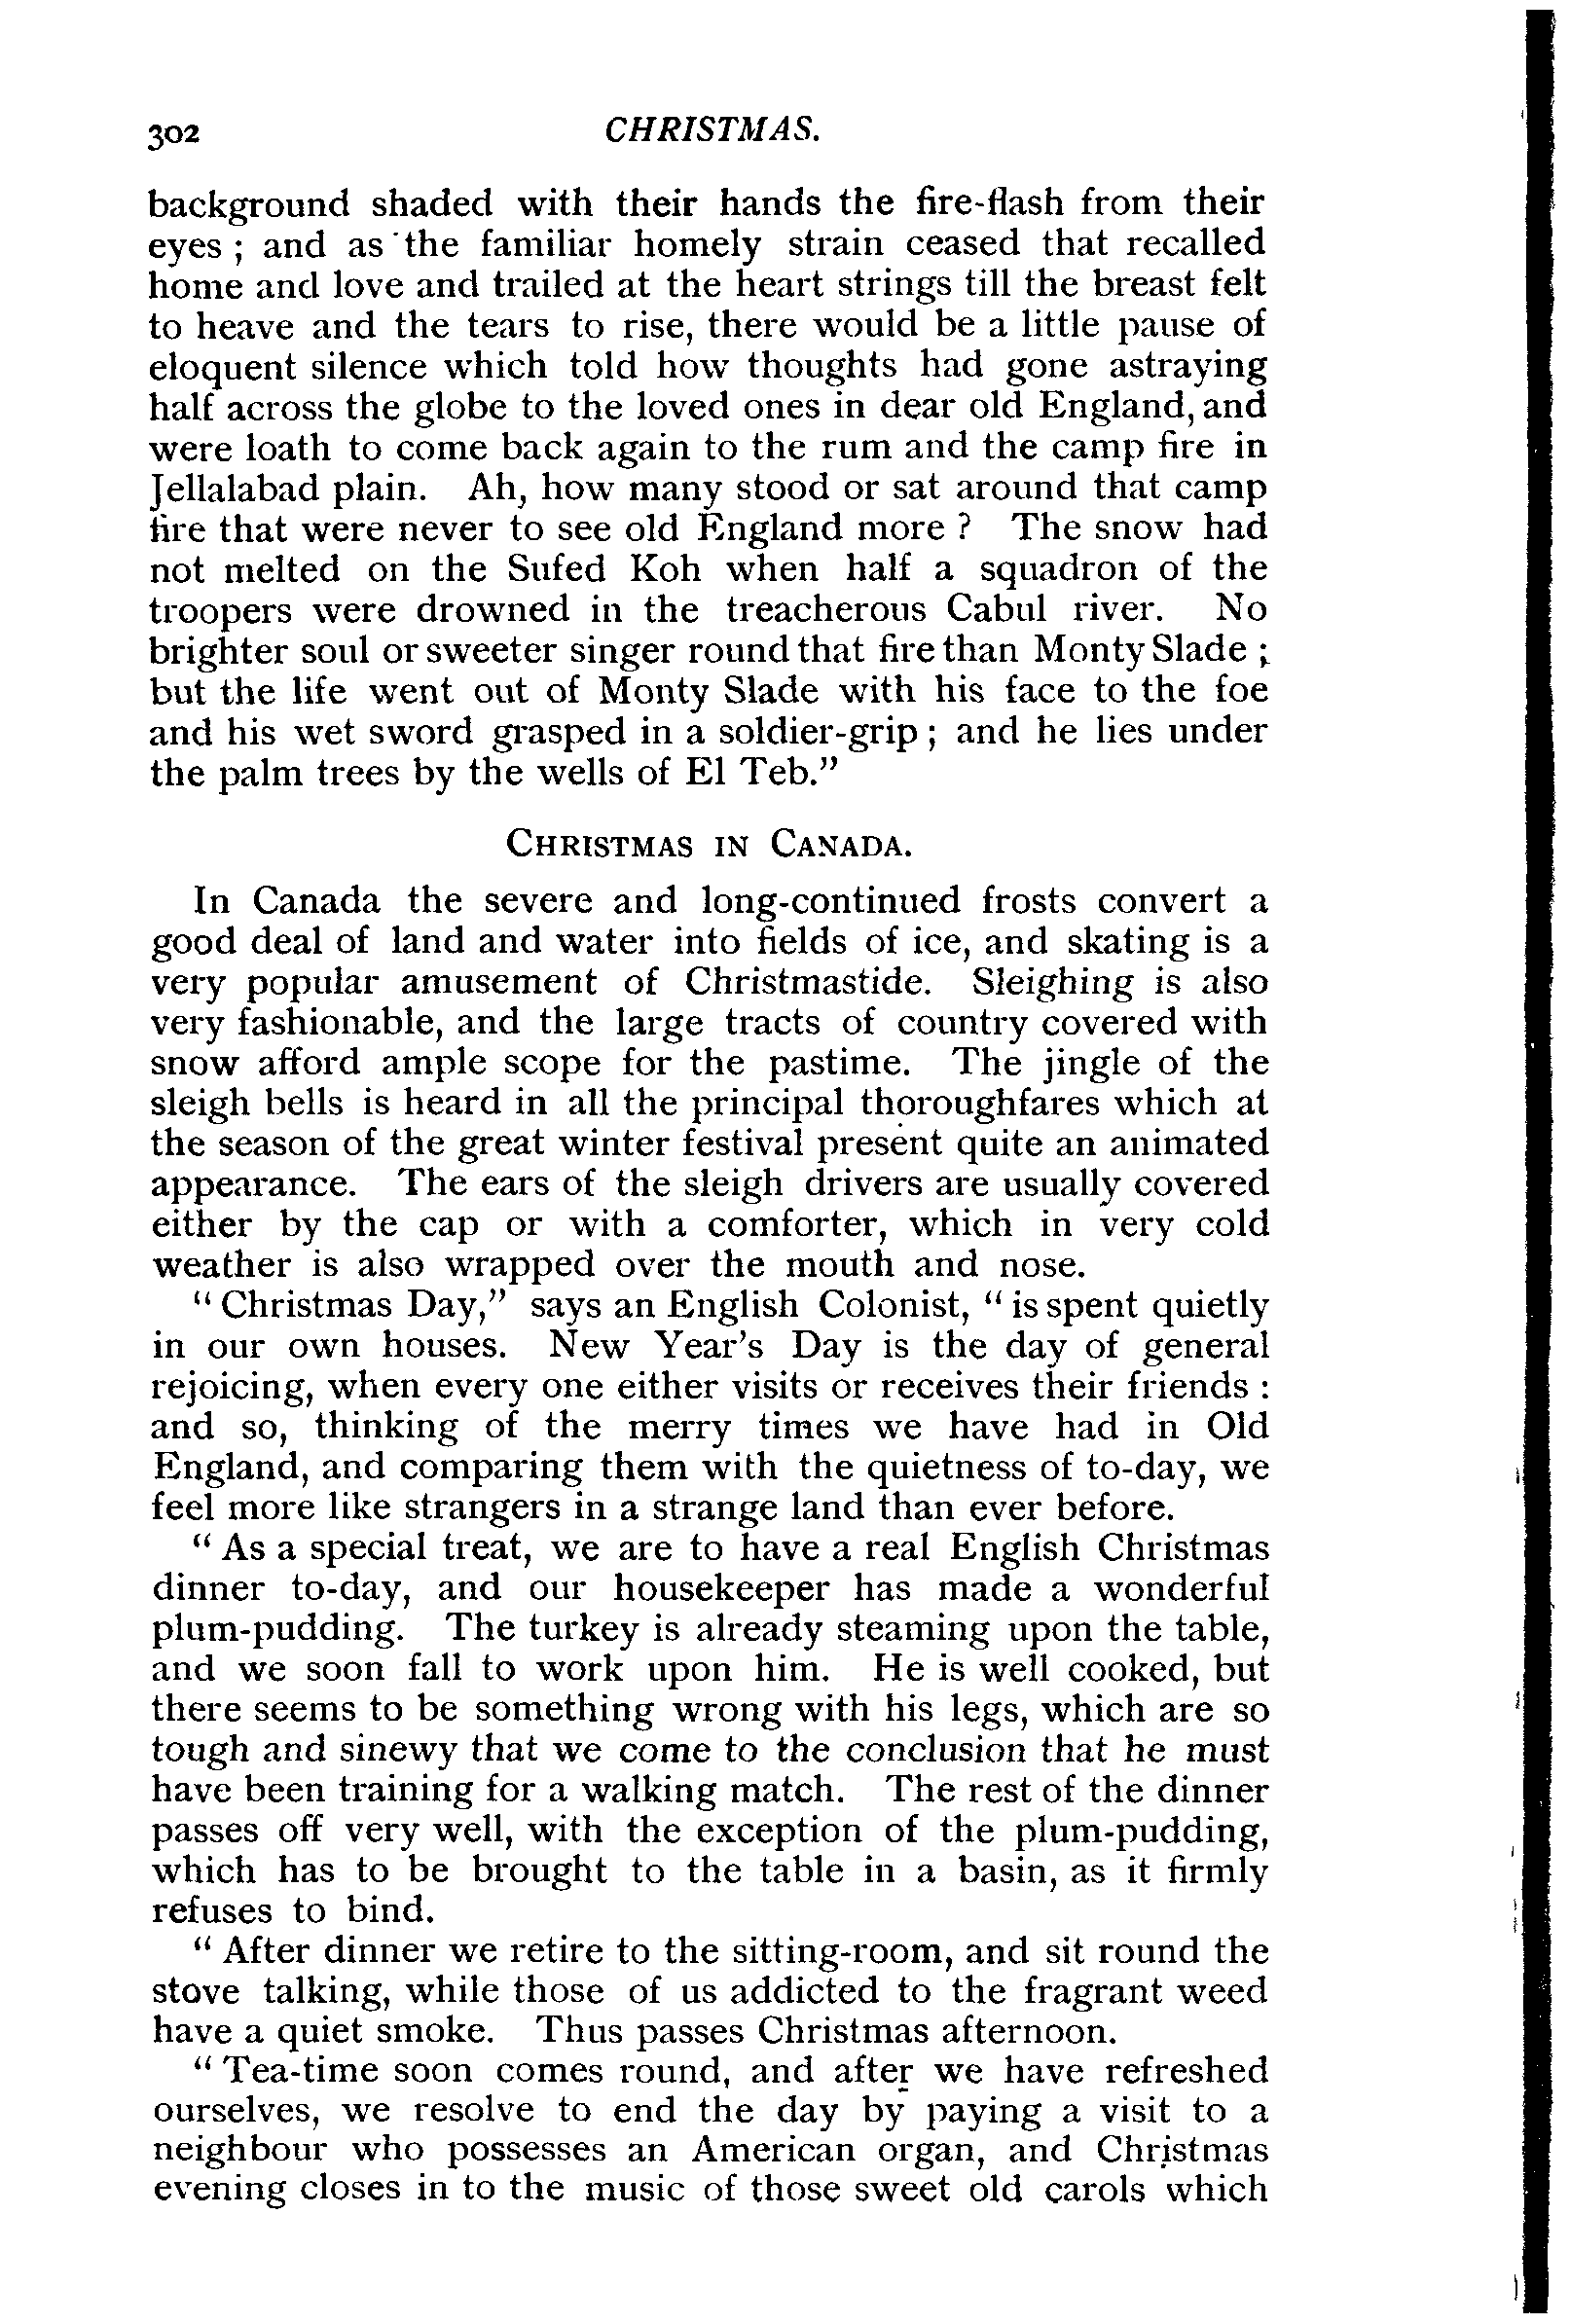 302 CHRISTMAS.
background shaded with their hands the fire-flash from their
eyes ; and as the familiar homely strain ceased that recalled
home and love and trailed at the heart strings till the breast felt
to heave and the tears to rise, there would be a little pause of
eloquent silence which told how thoughts had gone astraying
half across the globe to the loved ones in dear old England, and
were loath to come back again to the rum and the camp fire in
Jellalabad plain. Ah, how many stood or sat around that camp
fire that were never to see old England more ? The snow had
not melted on the Sufed Koh when half a squadron of the
troopers were drowned in the treacherous Cabul river. No
brighter soul or sweeter singer round that fire than Monty Slade ;
but the life went out of Monty Slade with his face to the foe
and his wet sword grasped in a soldier-grip ; and he lies under
the palm trees by the wells of El Teb.”
CHRISTMAS IN CANADA.
In Canada the severe and long-continued frosts convert a
good deal of land and water into fields of ice, and skating is a
very popular amusement of Christmastide. Sleighing is also
very fashionable, and the large tracts of country covered with
snow afford ample scope for the pastime. The jingle of the
sleigh bells is heard in all the principal thoroughfares which at
the season of the great winter festival present quite an animated
appearance. The ears of the sleigh drivers are usually covered
either by the cap or with a comforter, which in very cold
weather is also wrapped over the mouth and nose.
“ Christmas Day,” says an English Colonist, “ is spent quietly
in our own houses. New Year’s Day is the day of general
rejoicing, when every one either visits or receives their friends :
and so, thinking of the merry times we have had in Old
England, and comparing them with the quietness of to-day, we
feel more like strangers in a strange land than ever before.
“ As a special treat, we are to have a real English Christmas
dinner to-day, and our housekeeper has made a wonderful
plum-pudding. The turkey is already steaming upon the table,
and we soon fall to work upon him. He is well cooked, but
there seems to be something wrong with his legs, which are so
tough and sinewy that we come to the conclusion that he must
have been training for a walking match. The rest of the dinner
passes off very well, with the exception of the plum-pudding,
which has to be brought to the table in a basin, as it firmly
refuses to bind.
“ After dinner we retire to the sitting-room, and sit round the
stove talking, while those of us addicted to the fragrant weed
have a quiet smoke. Thus passes Christmas afternoon.
“ Tea-time soon comes round, and after we have refreshed
ourselves, we resolve to end the day by paying a visit to a
neighbour who possesses an American organ, and Christmas
evening closes in to the music of those sweet old carols which